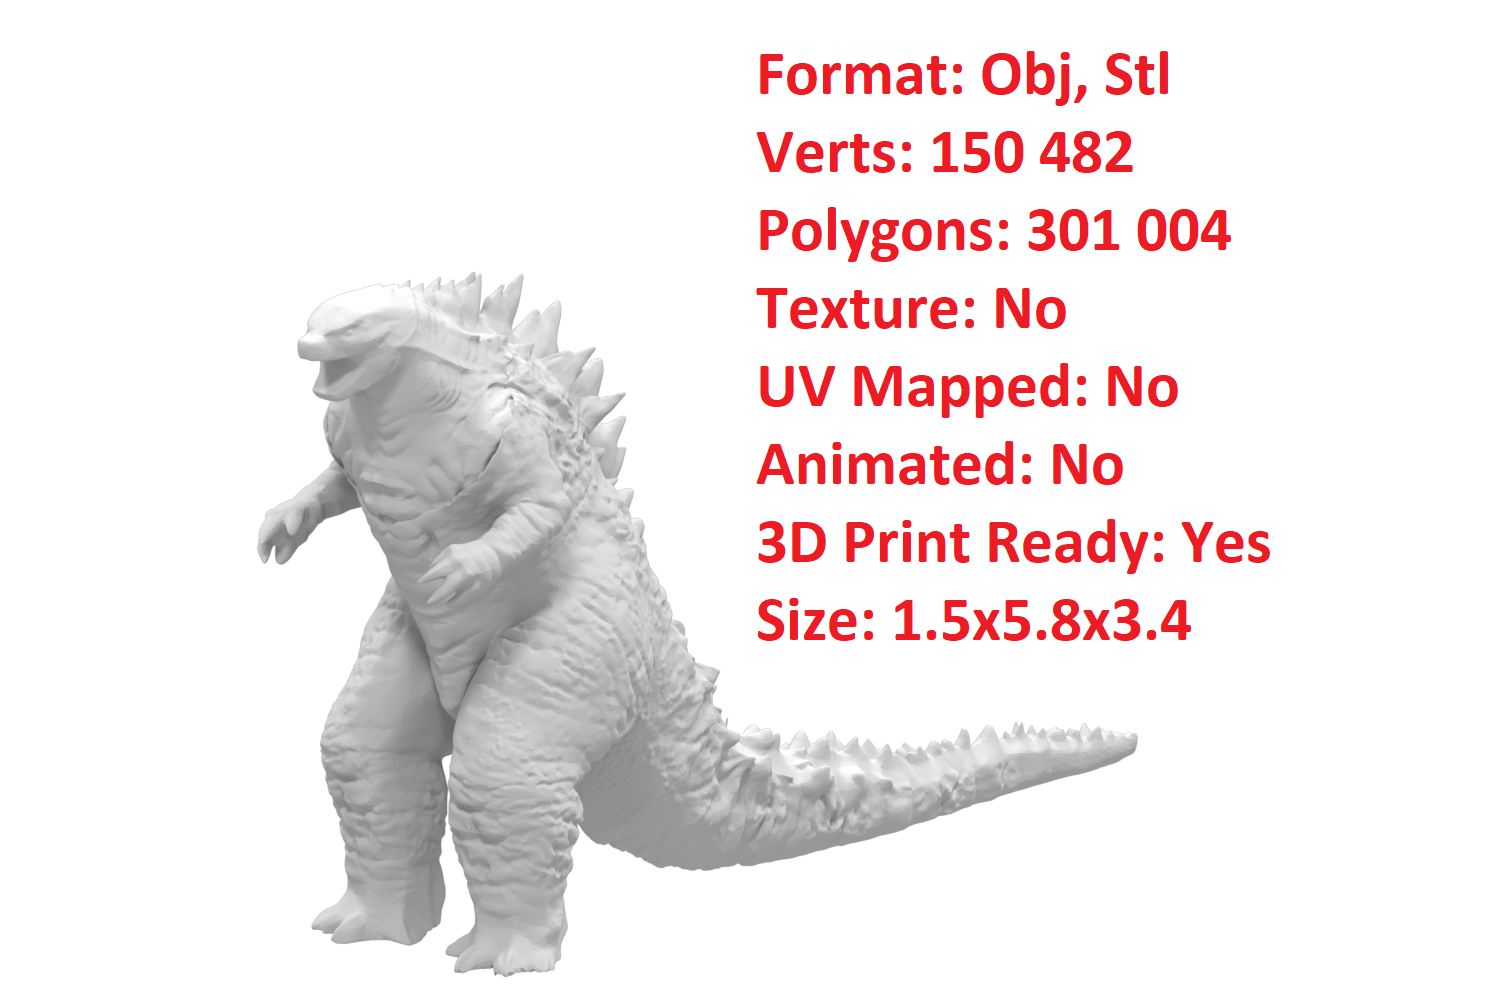 Format: Obj, Stl
Verts: 150 482
Polygons: 301 004
Texture: No
UV Mapped: No
Animated: No
3D Print Ready: Yes
Size: 1.5x5.8x3.4